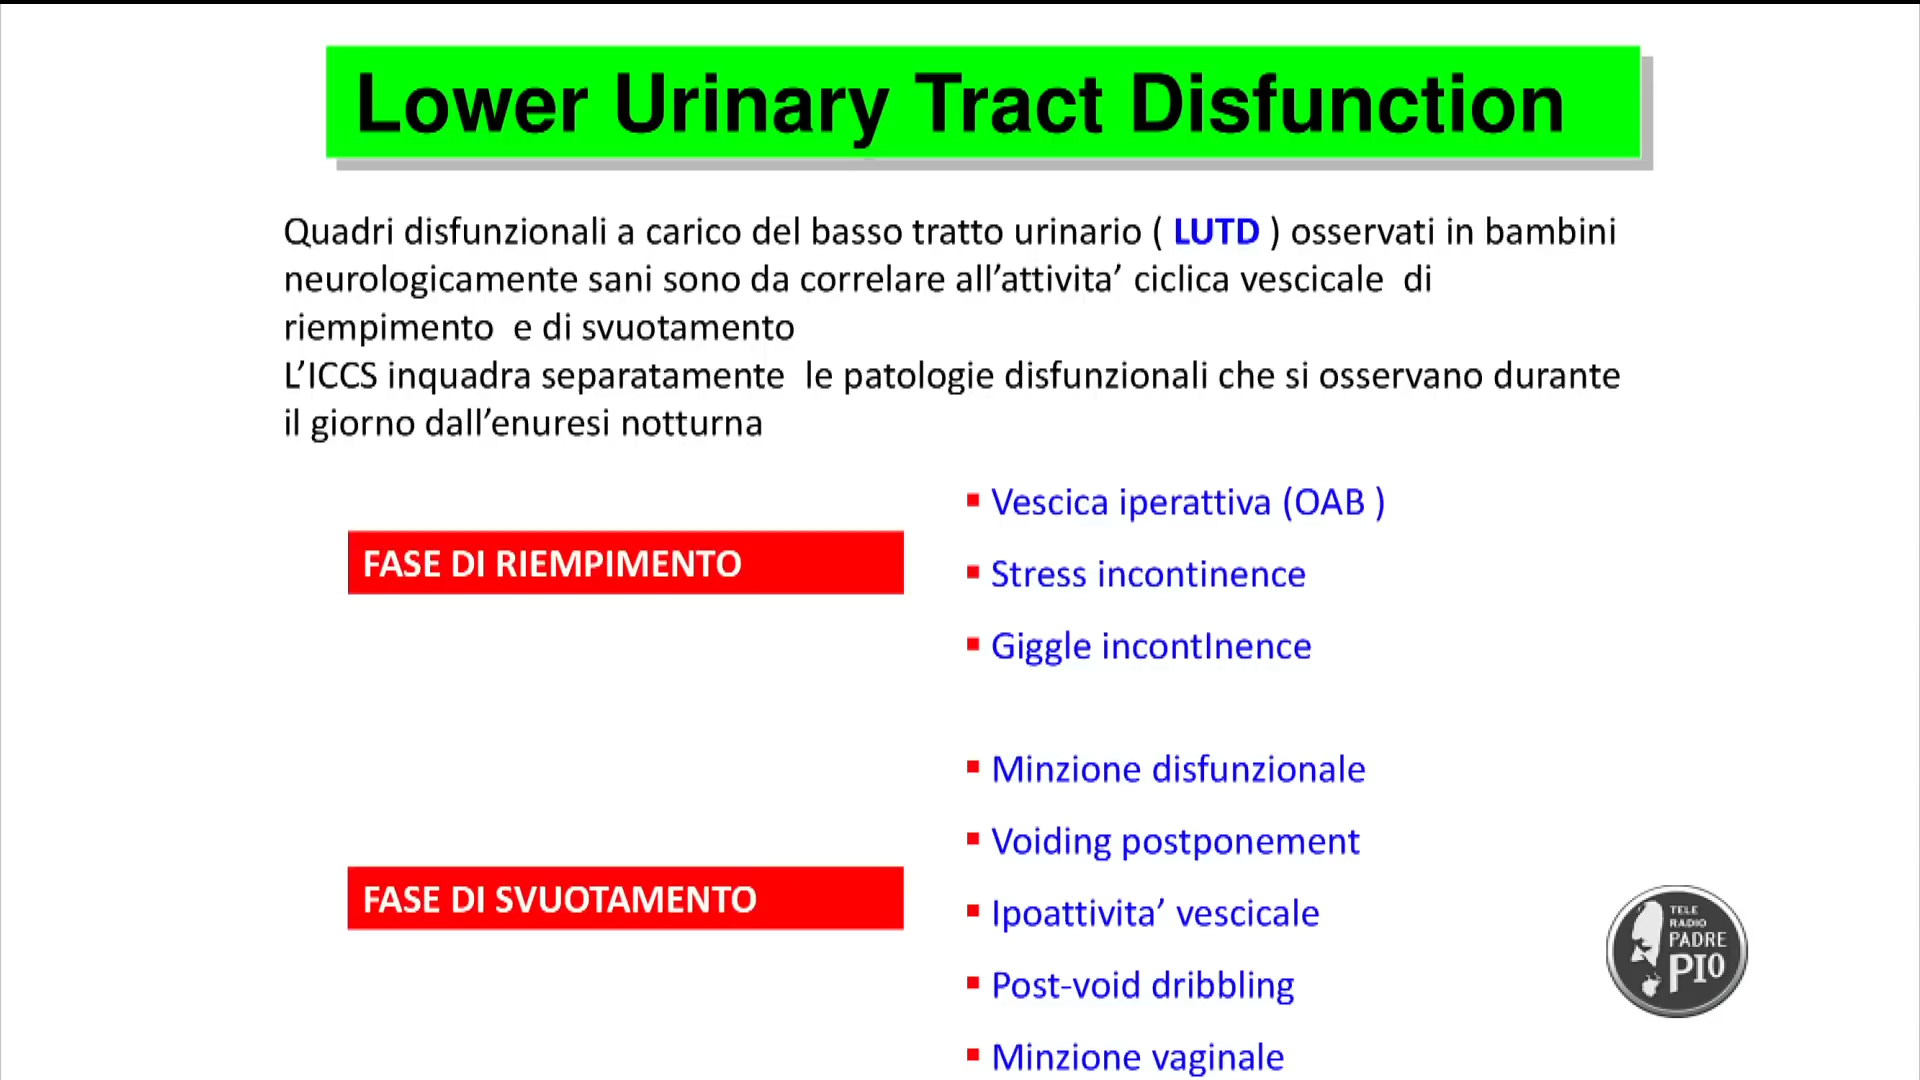 Lower Urinary Tract Disfunction
Quadri disfunzionali a carico del basso tratto urinario ( LUTD ) osservati in bambini
neurologicamente sani sono da correlare all’attivita’ ciclica vescicale  di
riempimento  e di svuotamento
L’ICCS inquadra separatamente  le patologie disfunzionali che si osservano durante
il giorno dall’enuresi notturna
FASE DI RIEMPIMENTO
▪ Vescica iperattiva (OAB )
▪ Stress incontinence
▪ Giggle incontInence
FASE DI SVUOTAMENTO
▪ Minzione disfunzionale
▪ Voiding postponement
▪ Ipoattivita’ vescicale
▪ Post-void dribbling
▪ Minzione vaginale
TELE
RADIO
PADRE
PIO